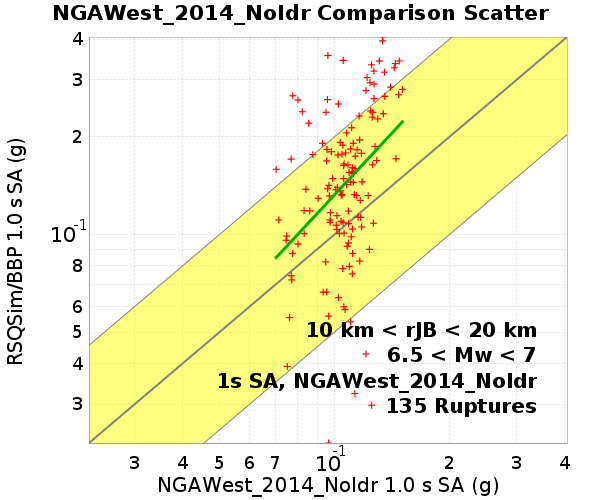 NGAWest_2014_NoIdr Comparison Scatter
RSQSim/BBP 1.0 s SA (g)
4
3
2
10-1
8
6
5
4
3
10 km < rJB < 20 km
6.5 < Mw < 7
1s SA, NGAWest_2014_NoIdr
135 Ruptures
3 4 5 6 7 10-1 2 3 4
NGAWest_2014_NoIdr 1.0 s SA (g)